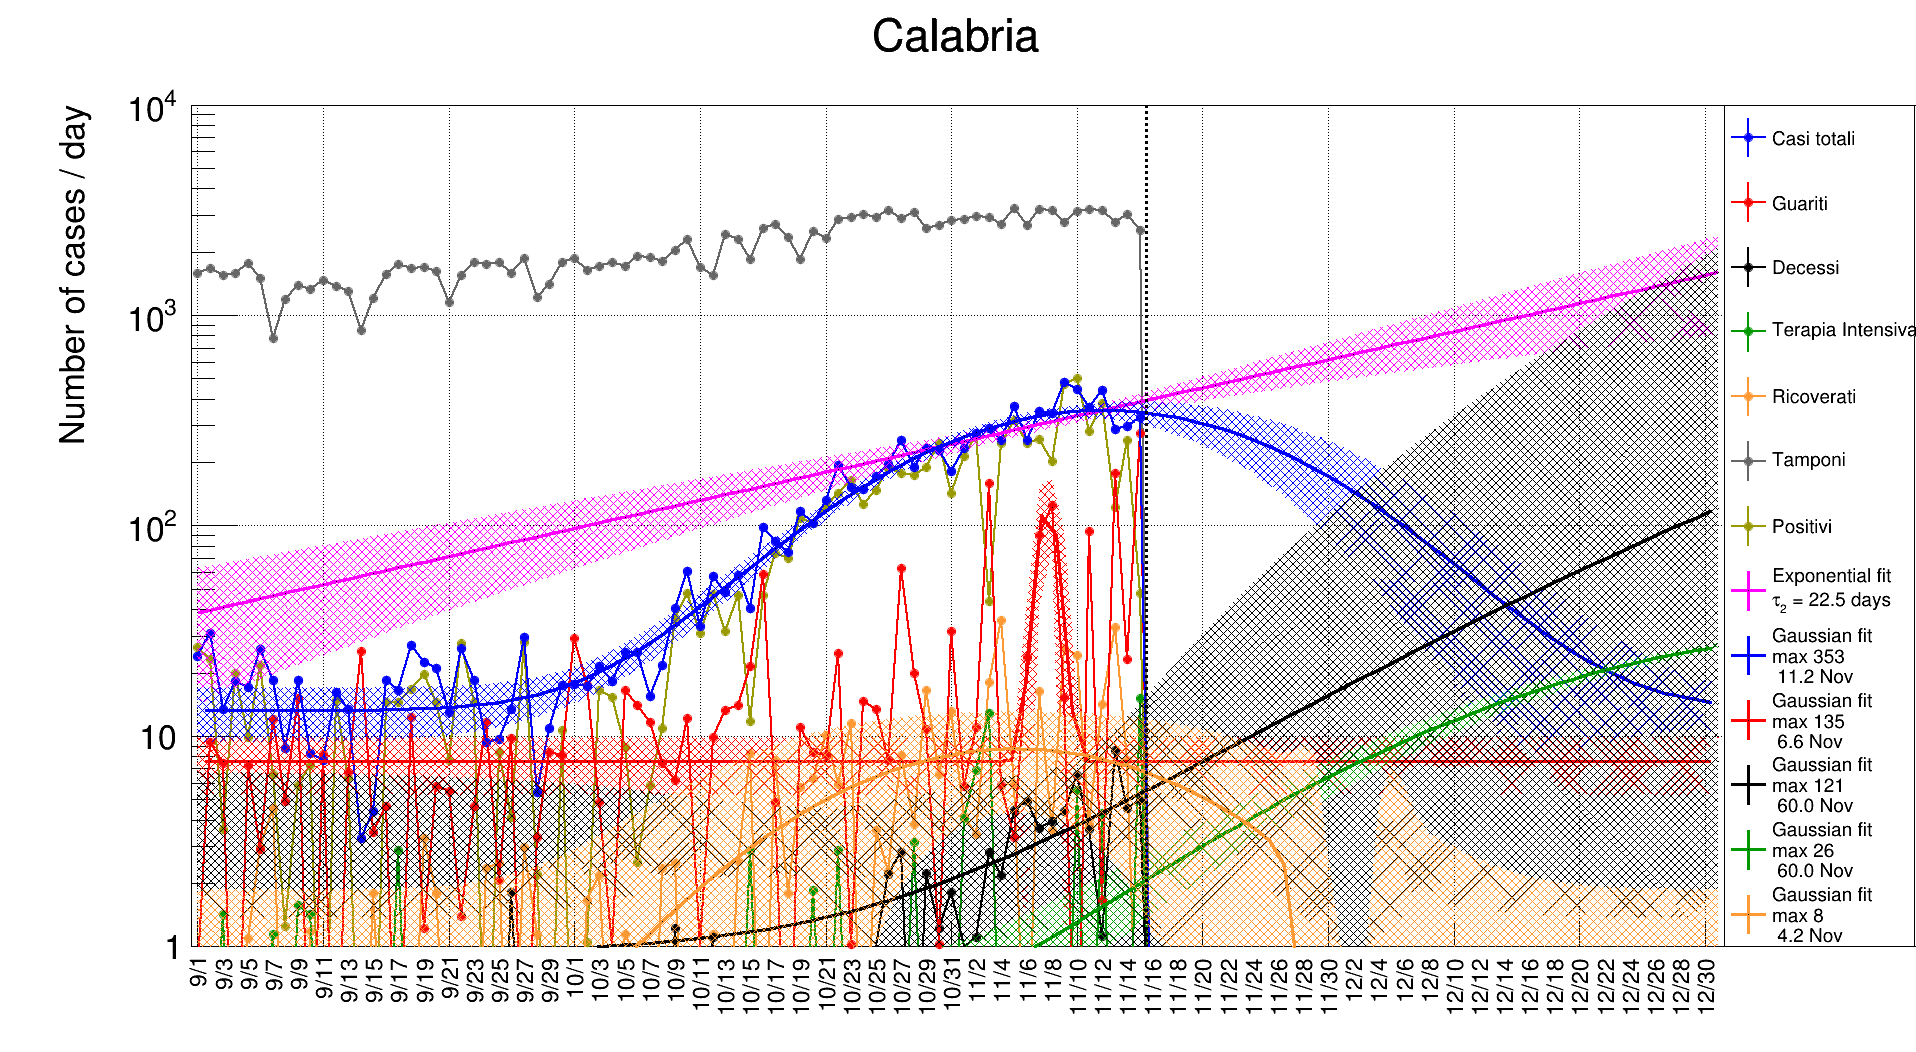 Calabria
Number of cases / day
10⁴
10³
10²
10
1
9/1
9/3
9/5
9/7
9/9
9/11
9/13
9/15
9/17
9/19
9/21
9/23
9/25
9/27
9/29
10/1
10/3
10/5
10/7
10/9
10/11
10/13
10/15
10/17
10/19
10/21
10/23
10/25
10/27
10/29
10/31
11/2
11/4
11/6
11/8
11/10
11/12
11/14
11/16
11/18
11/20
11/22
11/24
11/26
11/28
11/30
12/2
12/4
12/6
12/8
12/10
12/12
12/14
12/16
12/18
12/20
12/22
12/24
12/26
12/28
12/30
Casi totali
Guariti
Decessi
Terapia Intensiva
Ricoverati
Tamponi
Positivi
Exponential fit
τ₂ = 22.5 days
Gaussian fit
max 353
11.2 Nov
Gaussian fit
max 135
6.6 Nov
Gaussian fit
max 121
60.0 Nov
Gaussian fit
max 26
60.0 Nov
Gaussian fit
max 8
4.2 Nov